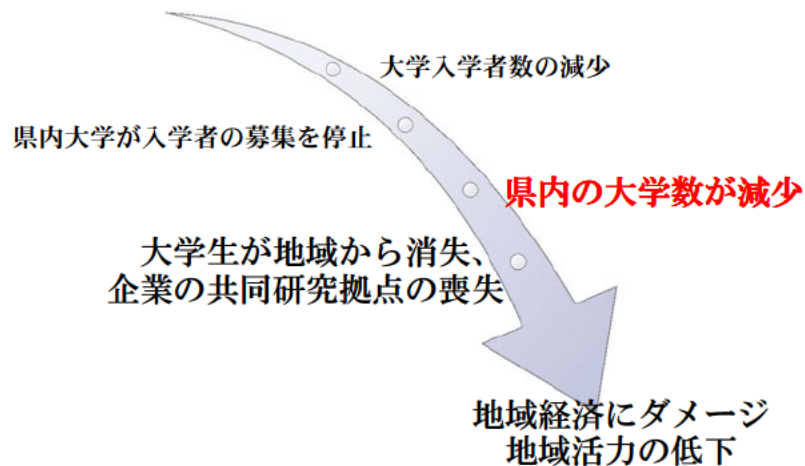 大学入学者数の減少
県内大学が入学者の募集を停止
県内の大学数が減少
大学生が地域から消失、
企業の共同研究拠点の喪失
地域経済にダメージ
地域活力の低下